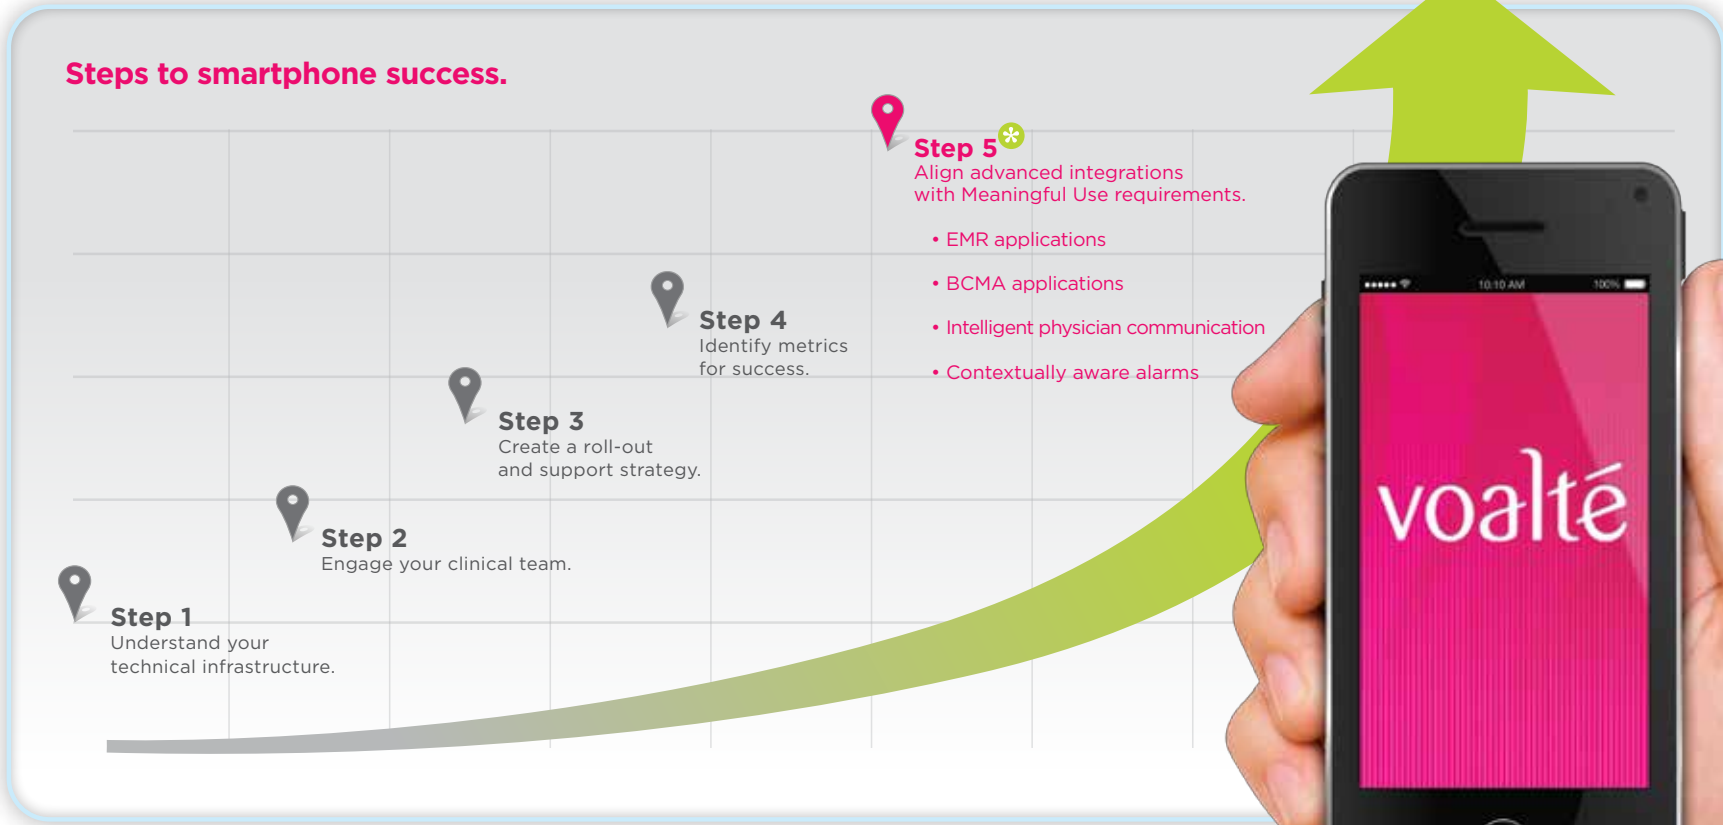 Steps to smartphone success.
Step 5*
Align advanced integrations
with Meaningful Use requirements.
• EMR applications
• BCMA applications
• Intelligent physician communication
• Contextually aware alarms
Step 4
Identify metrics
for success.
Step 3
Create a roll-out
and support strategy.
Step 2
Engage your clinical team.
Step 1
Understand your
technical infrastructure.
10:10 AM 100%
voalté